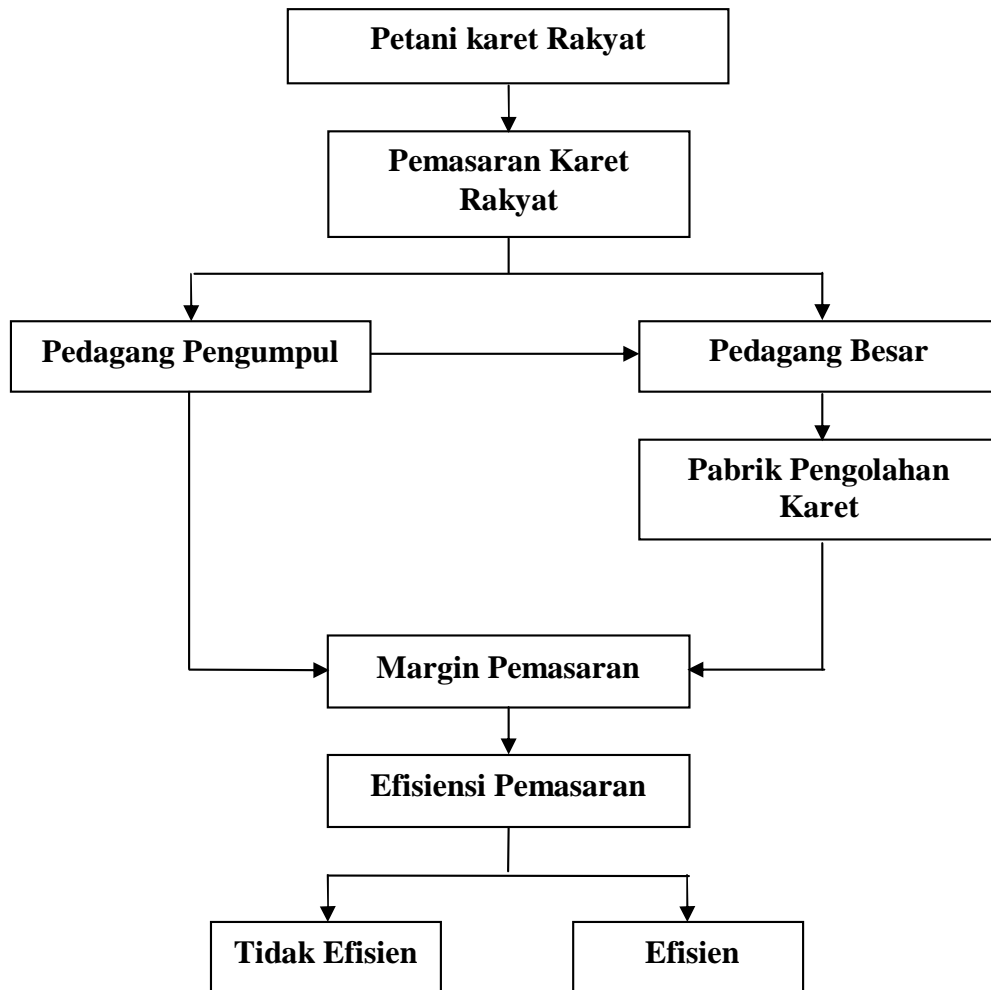 Petani karet Rakyat
Pemasaran Karet
Rakyat
Pedagang Pengumpul
Pedagang Besar
Pabrik Pengolahan
Karet
Margin Pemasaran
Efisiensi Pemasaran
Tidak Efisien
Efisien